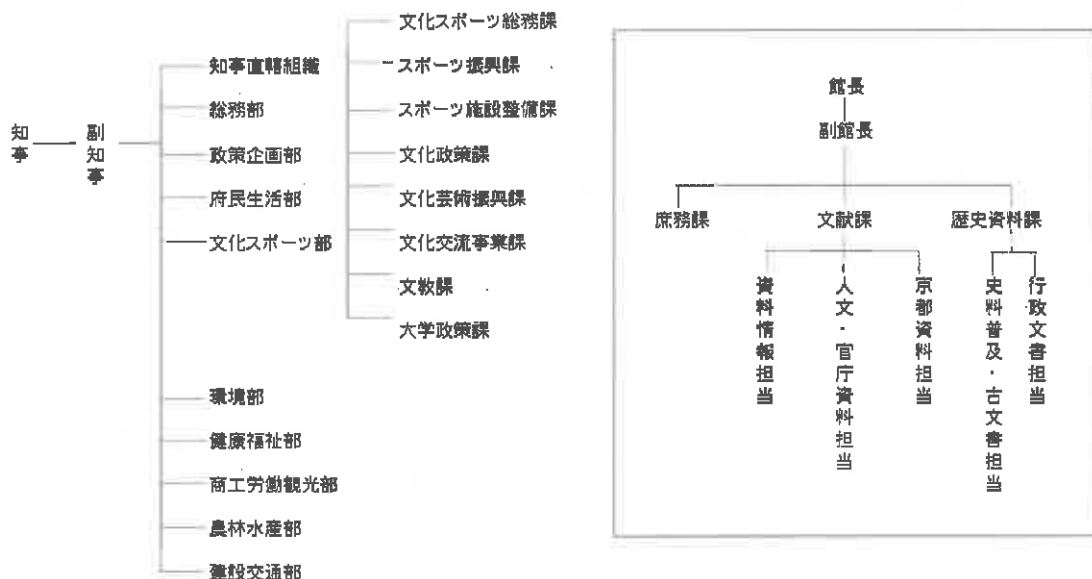 知事
副知事
知事直轄組織
総務部
政策企画部
府民生活部
文化スポーツ部
環境部
健康福祉部
商工労働観光部
農林水産部
建設交通部
文化スポーツ総務課
スポーツ振興課
スポーツ施設整備課
文化政策課
文化芸術振興課
文化交流事業課
文教課
大学政策課
館長
副館長
庶務課
文献課
歴史資料課
資料情報担当
人文・官庁資料担当
京都資料担当
史料普及・古文書担当
行政文書担当